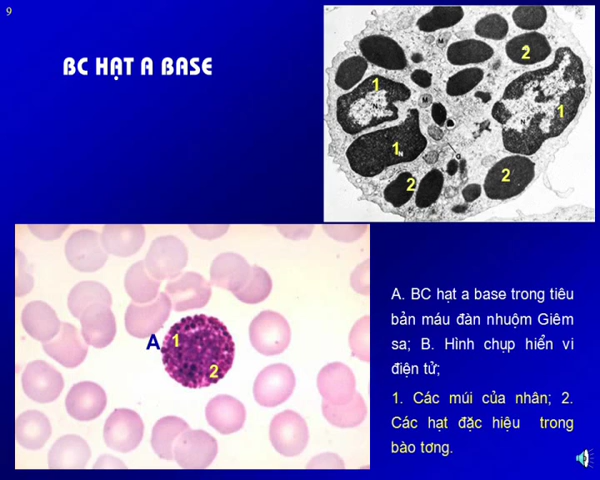 9
BC HẠT A BASE
M
2
1
N
M
1
N
1
N
G
2
2
A
1
2
A. BC hạt a base trong tiêu
bản máu đàn nhuộm Giêm
sa; B. Hình chụp hiển vi
điện tử;
1. Các múi của nhân; 2.
Các hạt đặc hiệu trong
bào tơng.